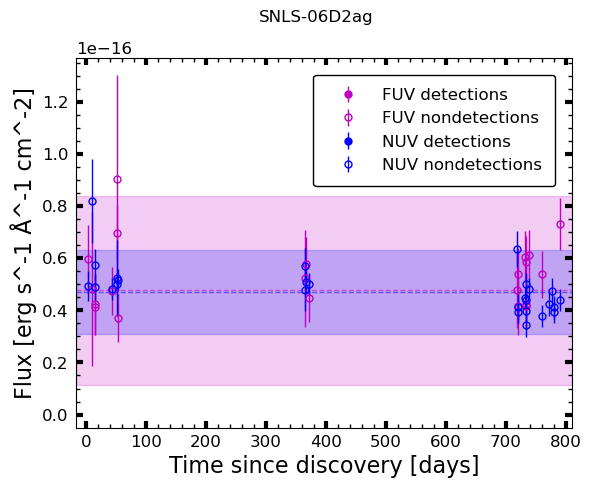 SNLS-06D2ag
1e−16
FUV detections
FUV nondetections
NUV detections
NUV nondetections
1.2
1.0
0.8
0.6
0.4
0.2
0.0
Flux [erg s^-1 Å^-1 cm^-2]
0 100 200 300 400 500 600 700 800
Time since discovery [days]